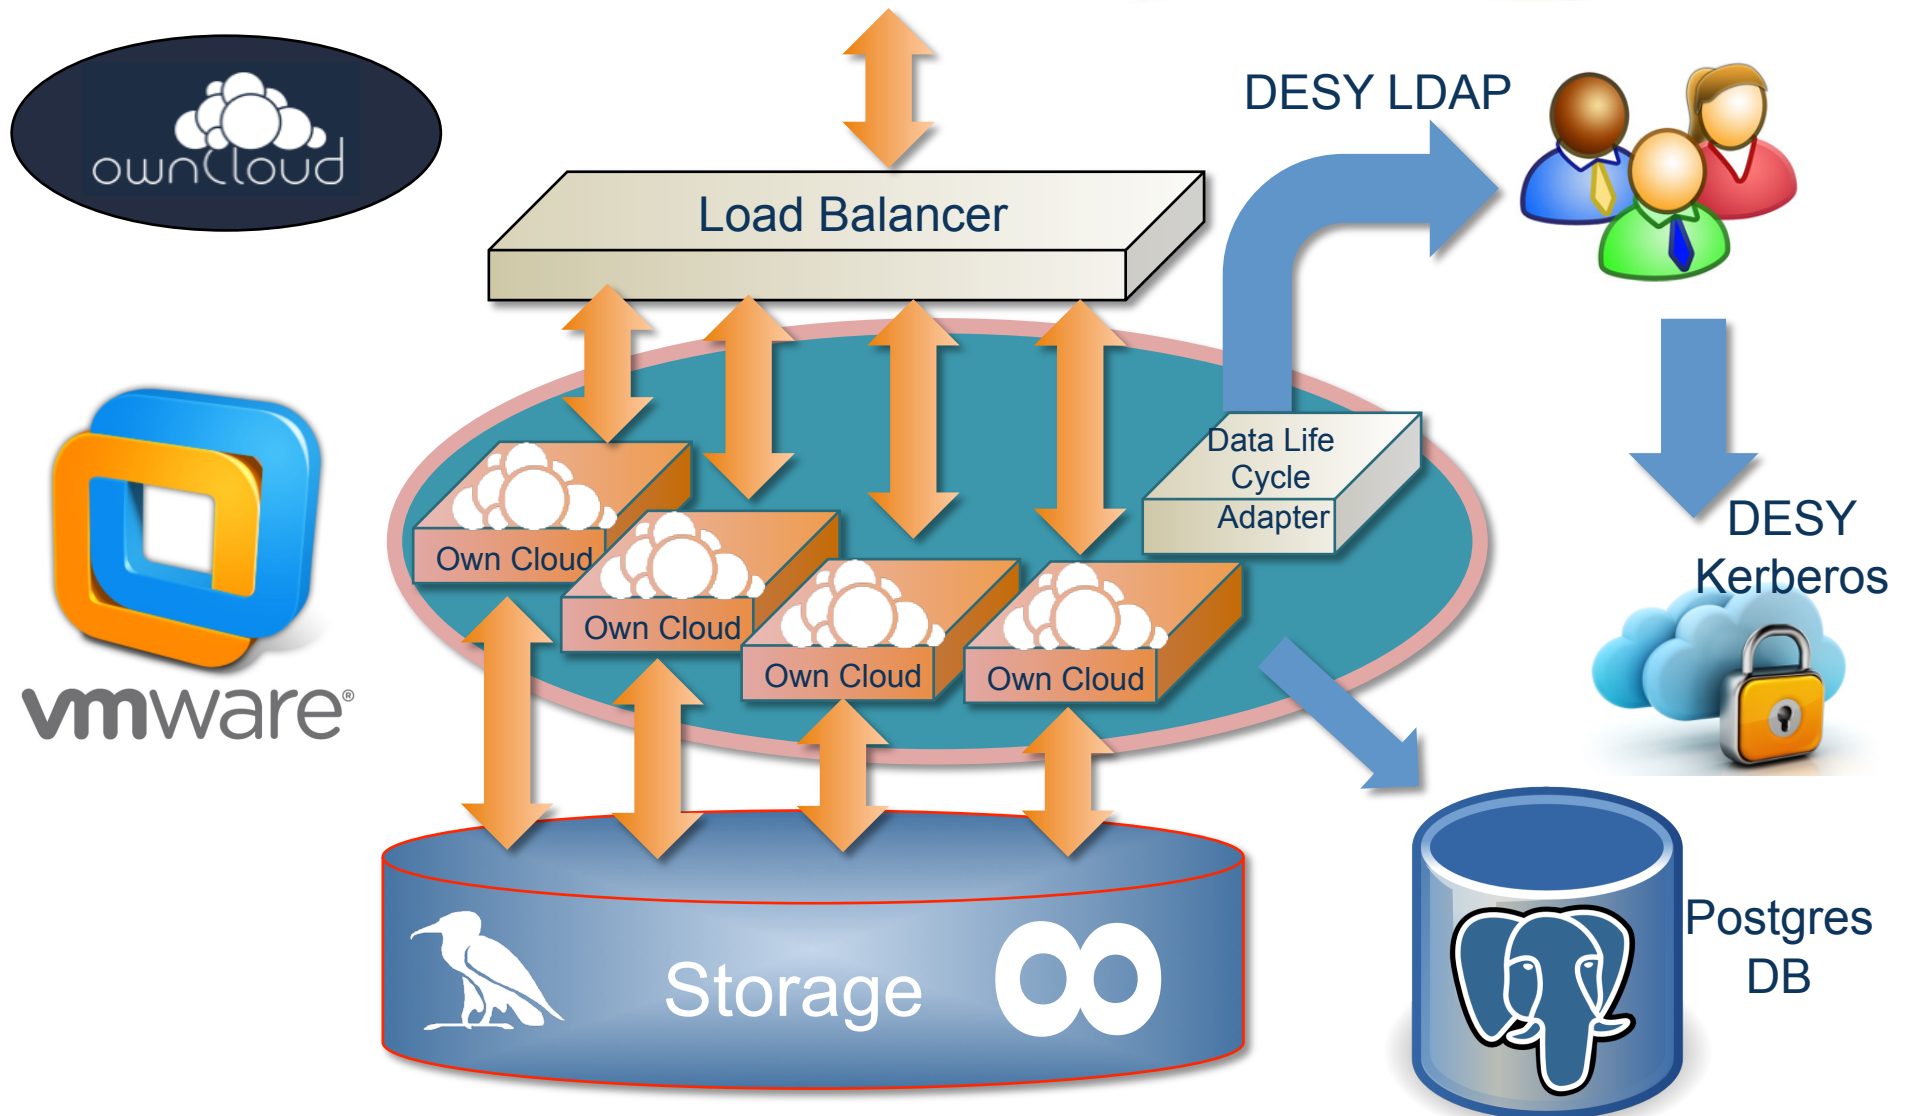 ownCloud
DESY LDAP
Load Balancer
Data Life
Cycle
Adapter
Own Cloud
Own Cloud
Own Cloud
Own Cloud
DESY
Kerberos
vmware®
Storage ∞
Postgres
DB